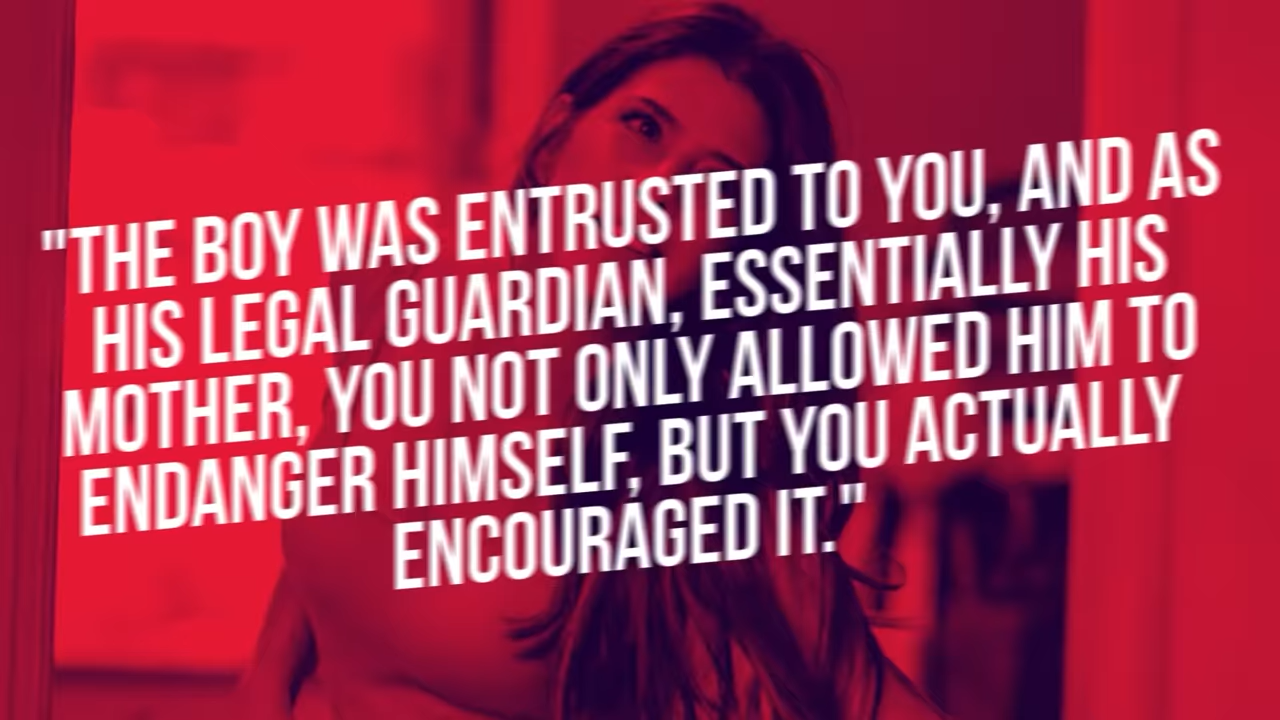 "THE BOY WAS ENTRUSTED TO YOU, AND AS
HIS LEGAL GUARDIAN, ESSENTIALLY HIS
MOTHER, YOU NOT ONLY ALLOWED HIM TO
ENDANGER HIMSELF, BUT YOU ACTUALLY
ENCOURAGED IT."